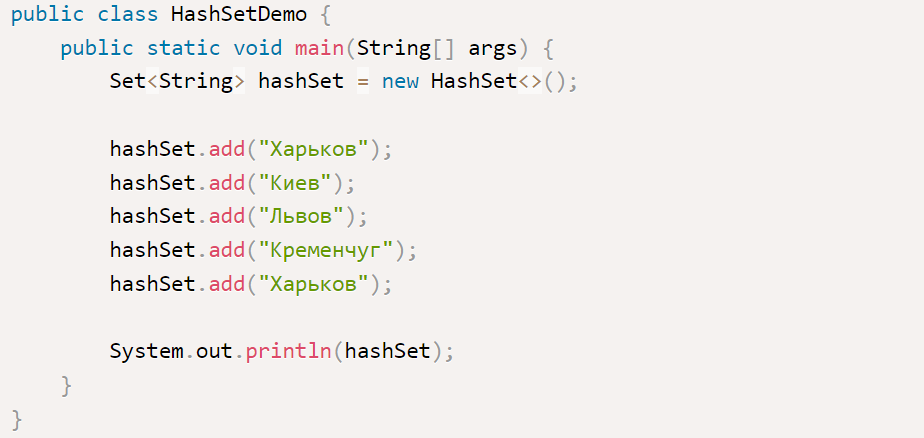 public class HashSetDemo {
    public static void main(String[] args) {
        Set<String> hashSet = new HashSet<>();

        hashSet.add("Харьков");
        hashSet.add("Киев");
        hashSet.add("Львов");
        hashSet.add("Кременчуг");
        hashSet.add("Харьков");

        System.out.println(hashSet);
    }
}